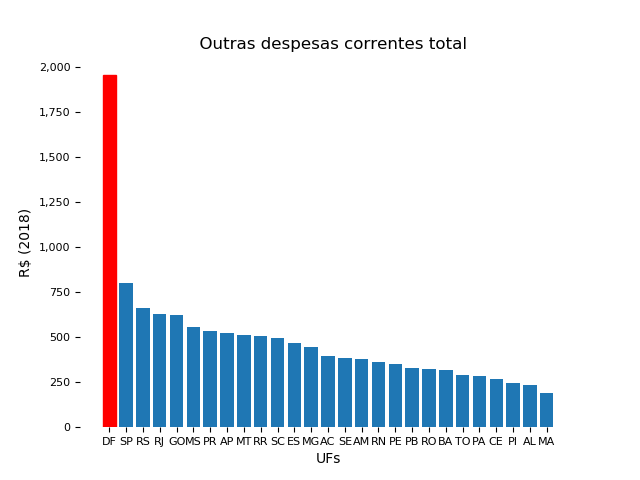 Outras despesas correntes total
2,000
1,750
1,500
1,250
1,000
750
500
250
0
R$ (2018)
DF SP RS RJ GO MS PR AP MT RR SC ES MG AC SE AM RN PE PB RO BA TO PA CE PI AL MA
UFs